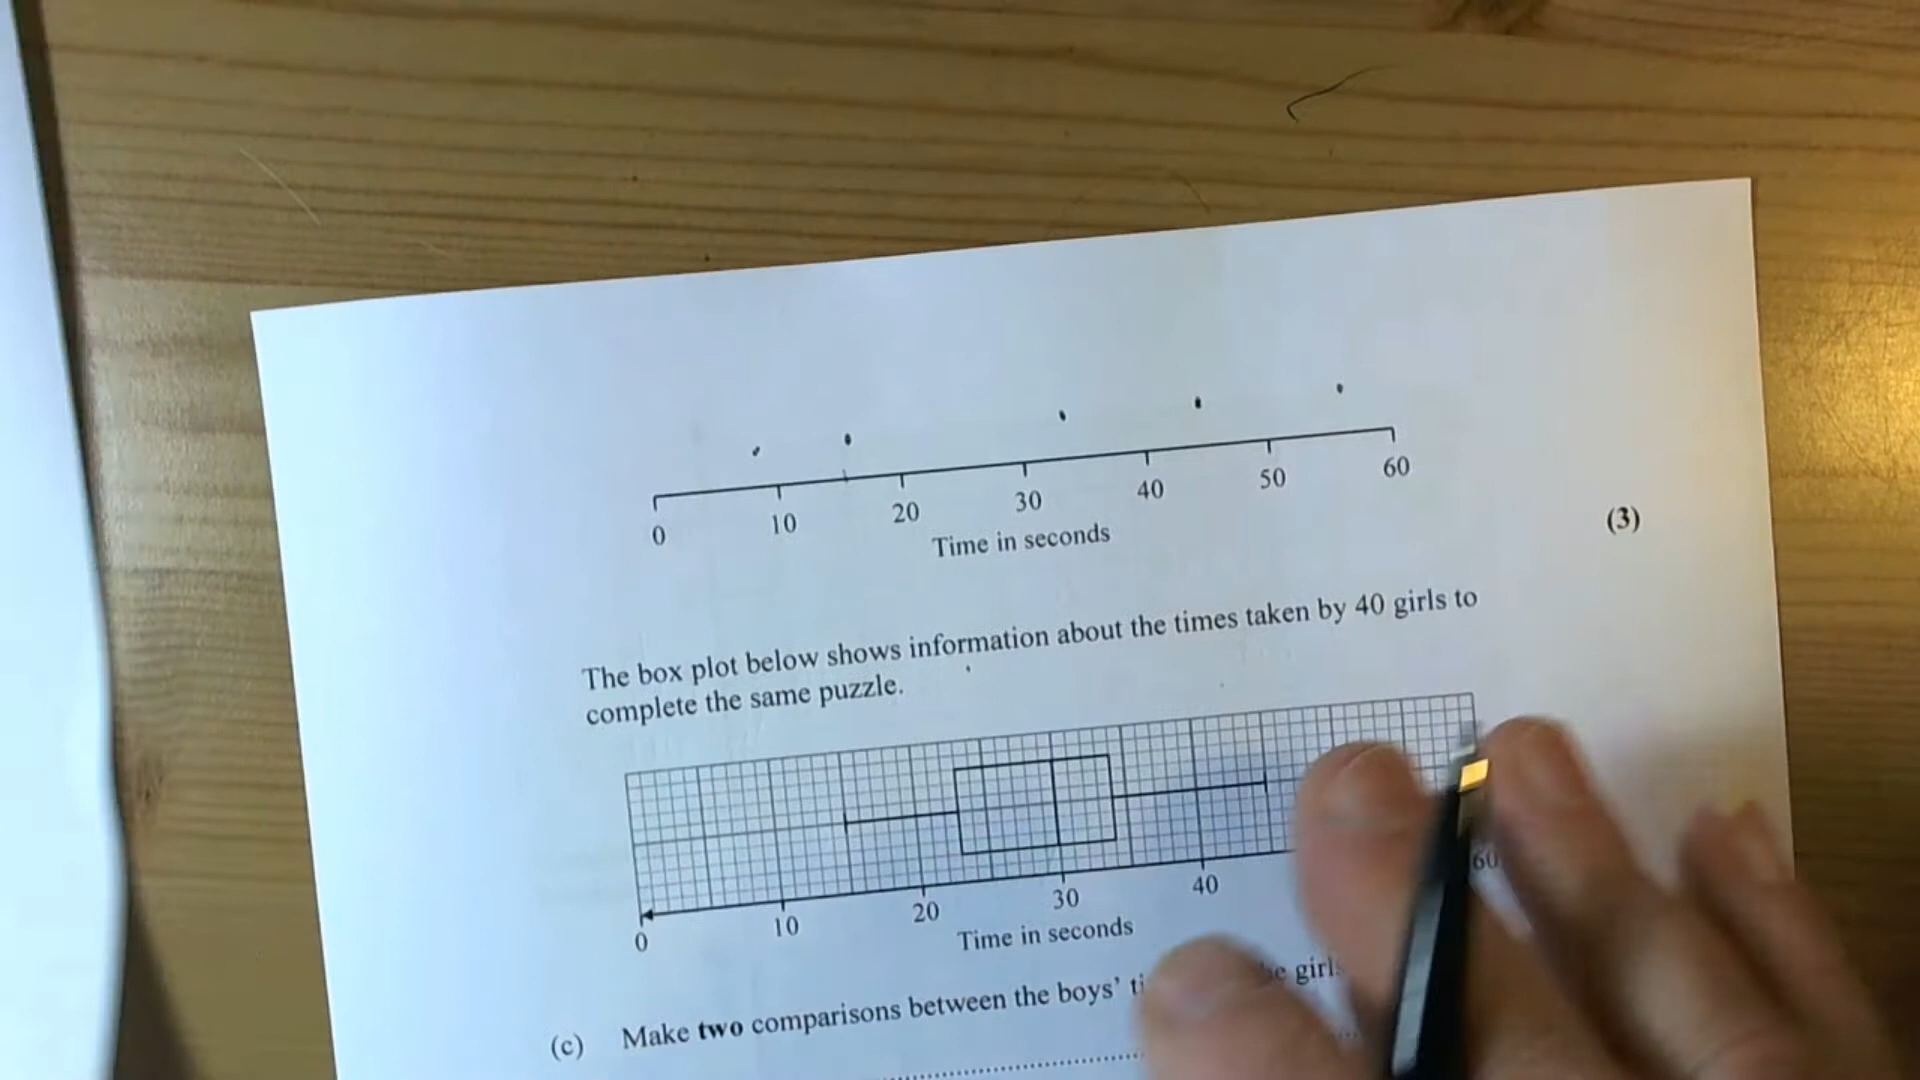 0 10 20 30 40 50 60
Time in seconds
(3)
The box plot below shows information about the times taken by 40 girls to
complete the same puzzle.
0 10 20 30 40 60
Time in seconds
(c) Make two comparisons between the boys’